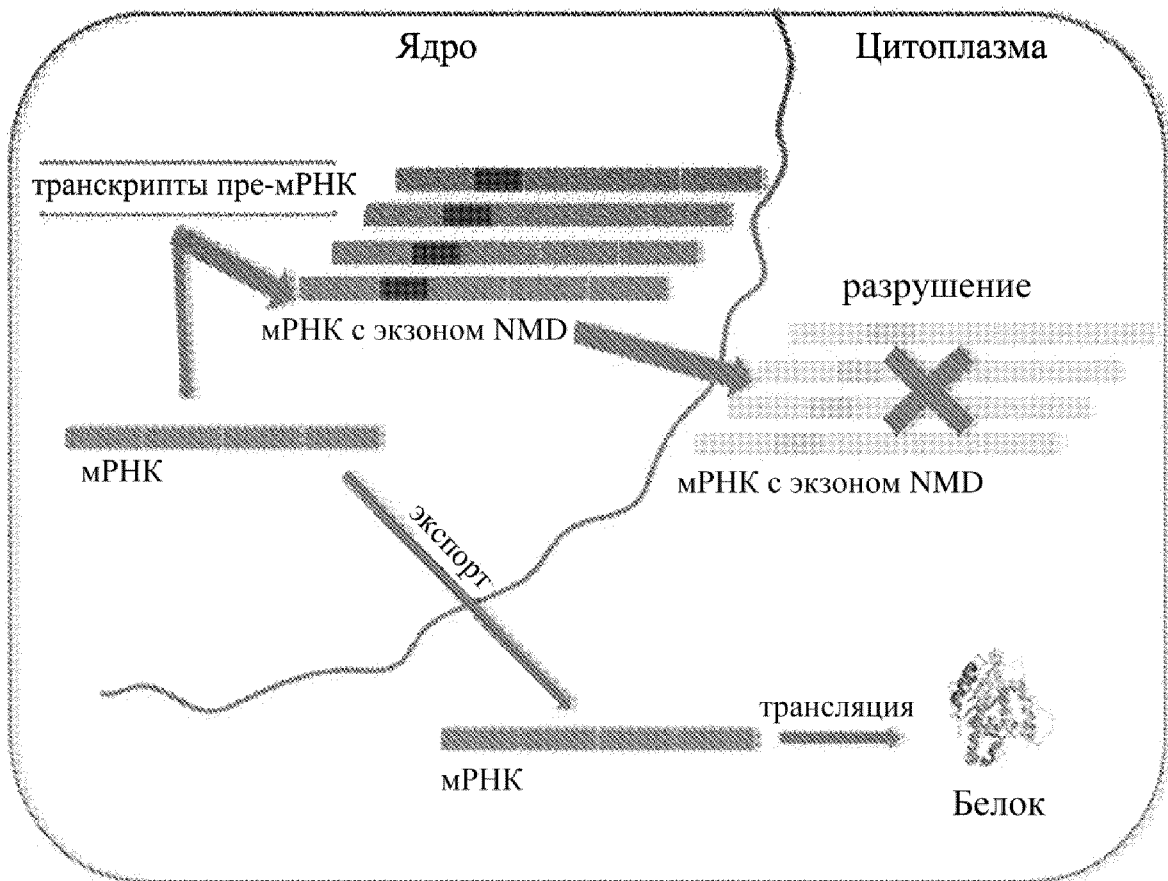 Ядро
Цитоплазма
транскрипты пре-мРНК
мРНК с экзоном NMD
разрушение
мРНК с экзоном NMD
мРНК
экспорт
мРНК
трансляция
Белок